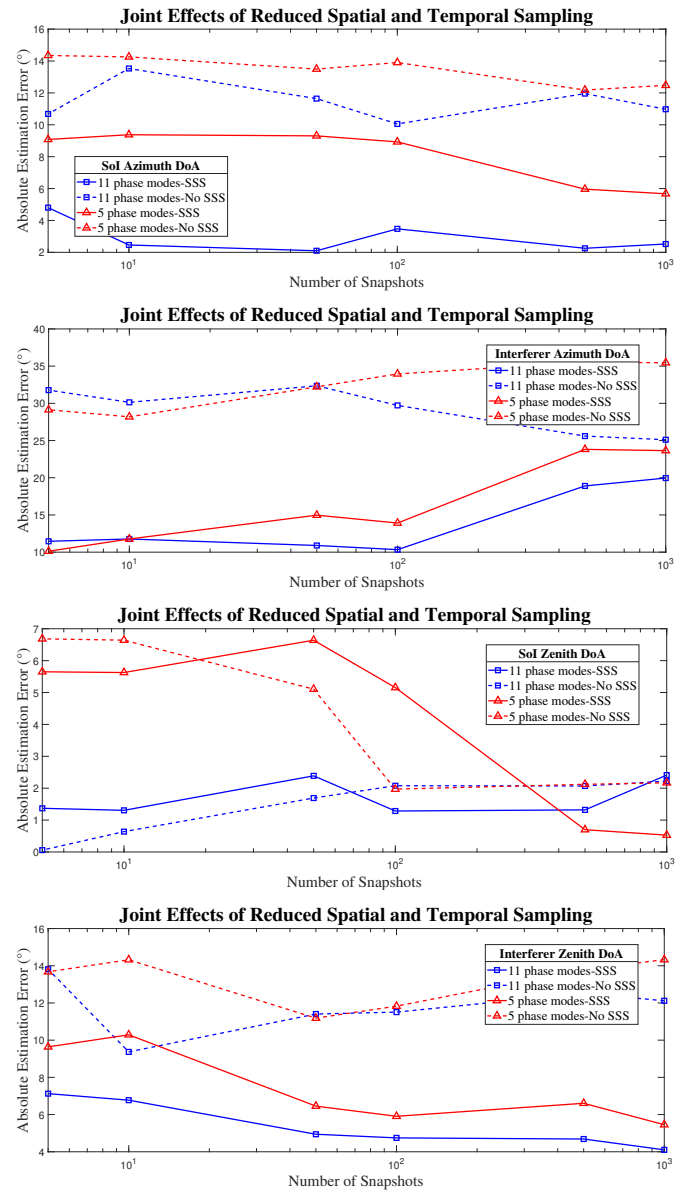 Joint Effects of Reduced Spatial and Temporal Sampling
Absolute Estimation Error (°)
16
14
12
10
8
6
4
2
SoI Azimuth DoA
11 phase modes-SSS
11 phase modes-No SSS
5 phase modes-SSS
5 phase modes-No SSS
10¹
10²
10³
Number of Snapshots
Joint Effects of Reduced Spatial and Temporal Sampling
Absolute Estimation Error (°)
40
35
30
25
20
15
10
Interferer Azimuth DoA
11 phase modes-SSS
11 phase modes-No SSS
5 phase modes-SSS
5 phase modes-No SSS
10¹
10²
10³
Number of Snapshots
Joint Effects of Reduced Spatial and Temporal Sampling
Absolute Estimation Error (°)
7
6
5
4
3
2
1
0
SoI Zenith DoA
11 phase modes-SSS
11 phase modes-No SSS
5 phase modes-SSS
5 phase modes-No SSS
10¹
10²
10³
Number of Snapshots
Joint Effects of Reduced Spatial and Temporal Sampling
Absolute Estimation Error (°)
16
14
12
10
8
6
4
Interferer Zenith DoA
11 phase modes-SSS
11 phase modes-No SSS
5 phase modes-SSS
5 phase modes-No SSS
10¹
10²
10³
Number of Snapshots